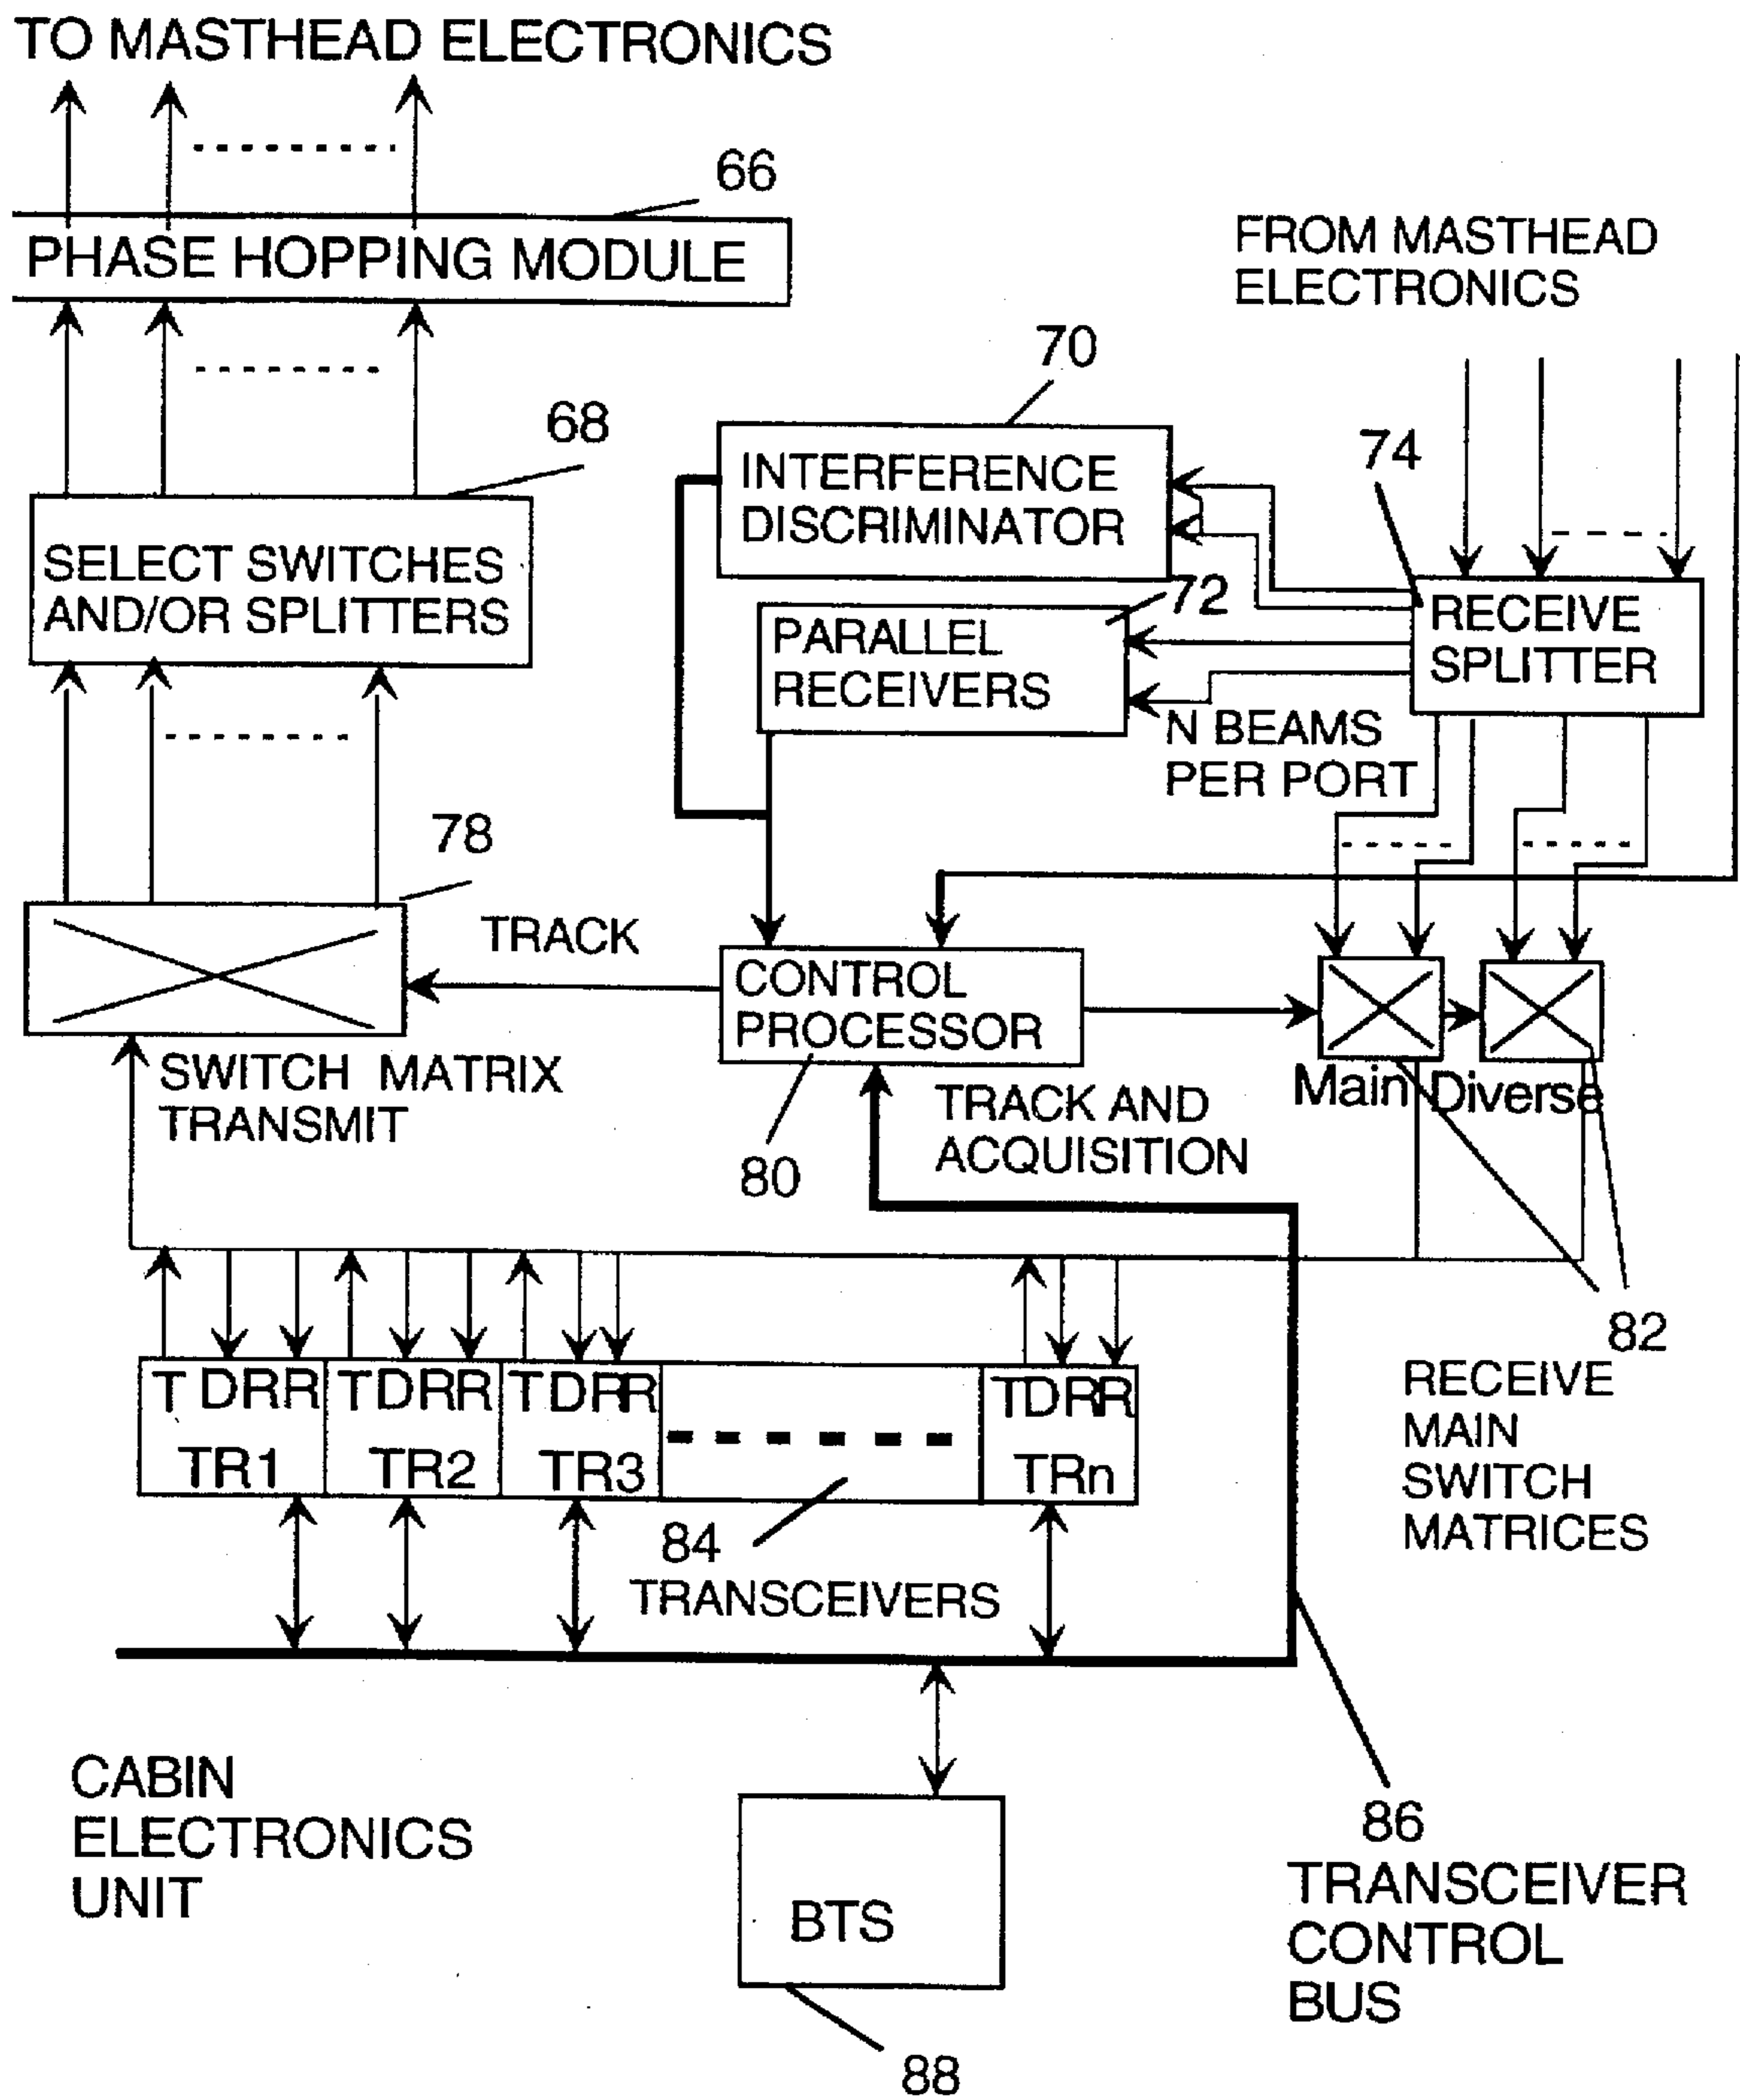 TO MASTHEAD ELECTRONICS
66
PHASE HOPPING MODULE
FROM MASTHEAD
ELECTRONICS
70
68
74
INTERFERENCE
DISCRIMINATOR
SELECT SWITCHES
AND/OR SPLITTERS
72
PARALLEL
RECEIVERS
RECEIVE
SPLITTER
N BEAMS
PER PORT
78
TRACK
CONTROL
PROCESSOR
SWITCH MATRIX
TRANSMIT
Main
Diverse
TRACK AND
ACQUISITION
80
82
RECEIVE
MAIN
SWITCH
MATRICES
T DRR
TR1
TDRR
TR2
TDRR
TR3
TDRR
TRn
84
TRANSCEIVERS
CABIN
ELECTRONICS
UNIT
86
TRANSCEIVER
CONTROL
BUS
BTS
88